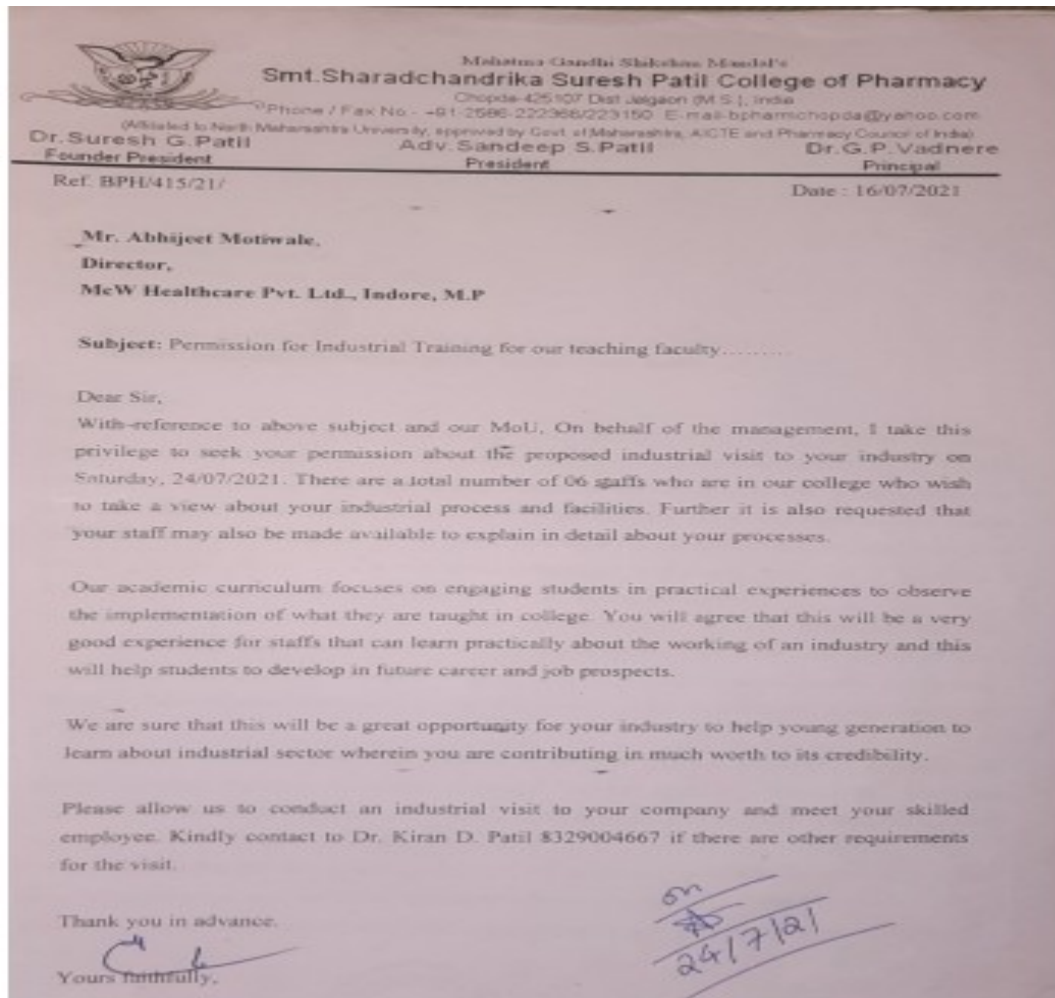 Mahatma Gandhi Shikshan Mandal's
Smt.Sharadchandrika Suresh Patil College of Pharmacy
Chopda-425107 Dist Jalgaon (M.S.), India
Phone / Fax No.- +91-2586-222366/223150 E-mail-bpharmchopda@yahoo.com
(Affiliated to North Maharashtra University, approved by Govt. of Maharashtra, AICTE and Pharmacy Council of India)
Dr.Suresh G.Patil Adv.Sandeep S.Patil Dr.G.P.Vadnere
Founder President President Principal
Ref. BPH/415/21/ Date : 16/07/2021
Mr. Abhijeet Motiwale,
Director,
McW Healthcare Pvt. Ltd., Indore, M.P
Subject: Permission for Industrial Training for our teaching faculty.........
Dear Sir,
With-reference to above subject and our MoU, On behalf of the management, I take this
privilege to seek your permission about the proposed industrial visit to your industry on
Saturday, 24/07/2021. There are a total number of 06 staffs who are in our college who wish
to take a view about your industrial process and facilities. Further it is also requested that
your staff may also be made available to explain in detail about your processes.
Our academic curriculum focuses on engaging students in practical experiences to observe
the implementation of what they are taught in college. You will agree that this will be a very
good experience for staffs that can learn practically about the working of an industry and this
will help students to develop in future career and job prospects.
We are sure that this will be a great opportunity for your industry to help young generation to
learn about industrial sector wherein you are contributing in much worth to its credibility.
Please allow us to conduct an industrial visit to your company and meet your skilled
employee. Kindly contact to Dr. Kiran D. Patil 8329004667 if there are other requirements
for the visit.
Thank you in advance.
on
24/7/21
Yours faithfully,